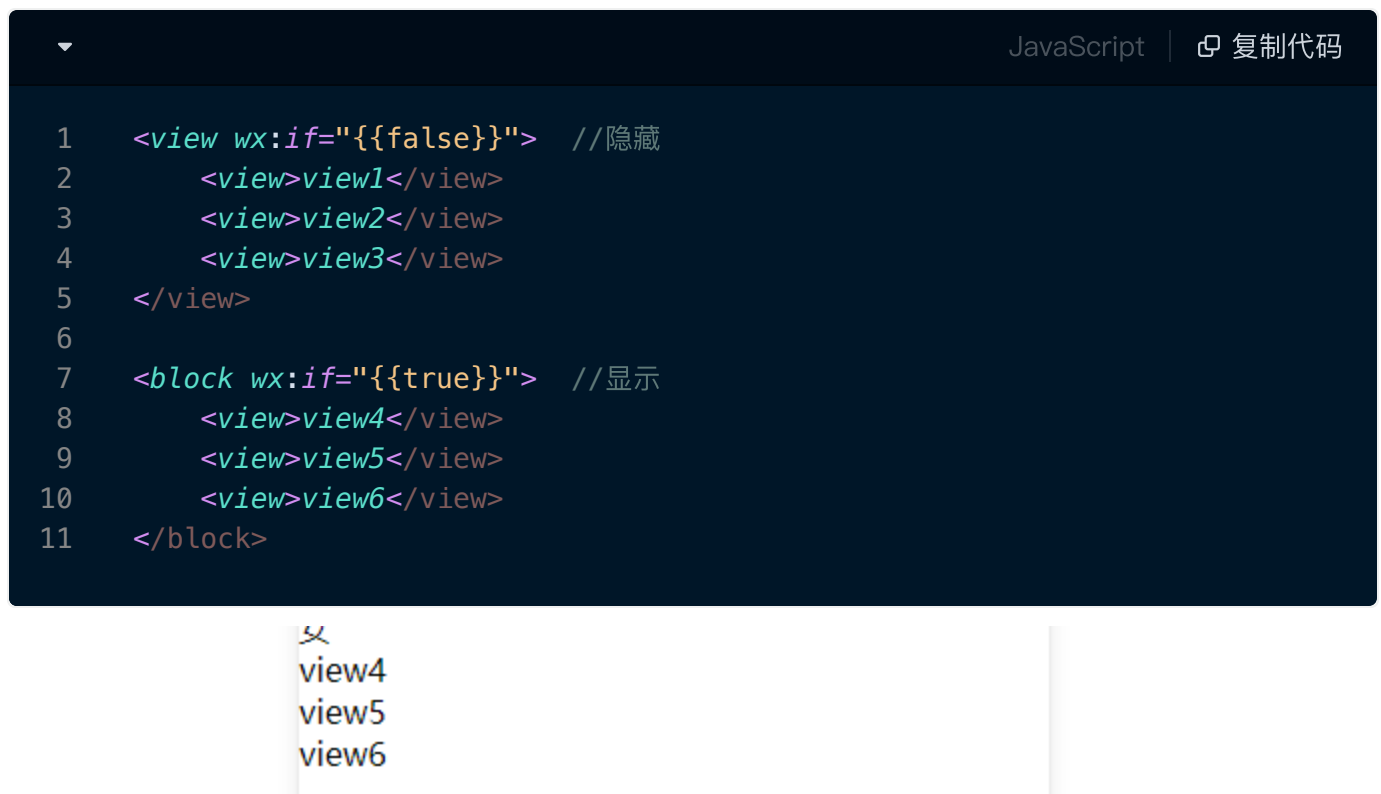 JavaScript 复制代码
1 <view wx:if="{{false}}">  //隐藏
2     <view>view1</view>
3     <view>view2</view>
4     <view>view3</view>
5 </view>
6
7 <block wx:if="{{true}}">  //显示
8     <view>view4</view>
9     <view>view5</view>
10     <view>view6</view>
11 </block>
view4
view5
view6